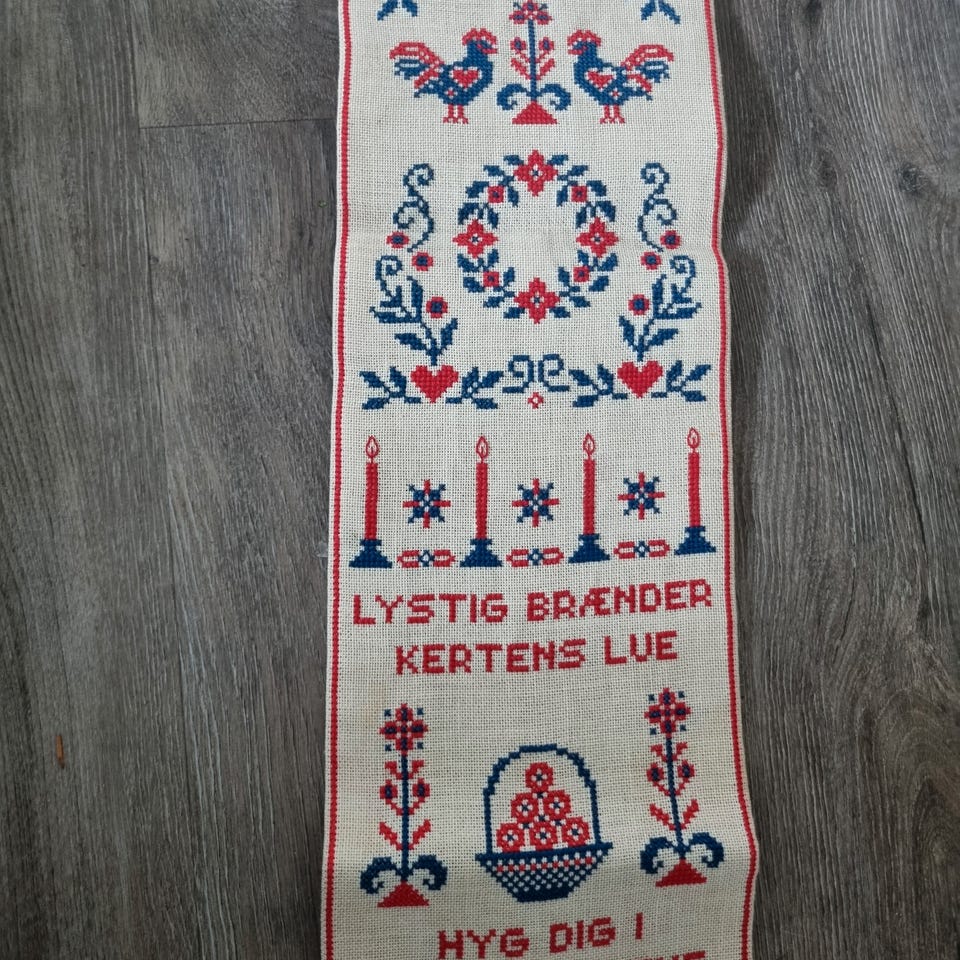 LYSTIG BRÆNDER
KERTENS LUE
HYG DIG I